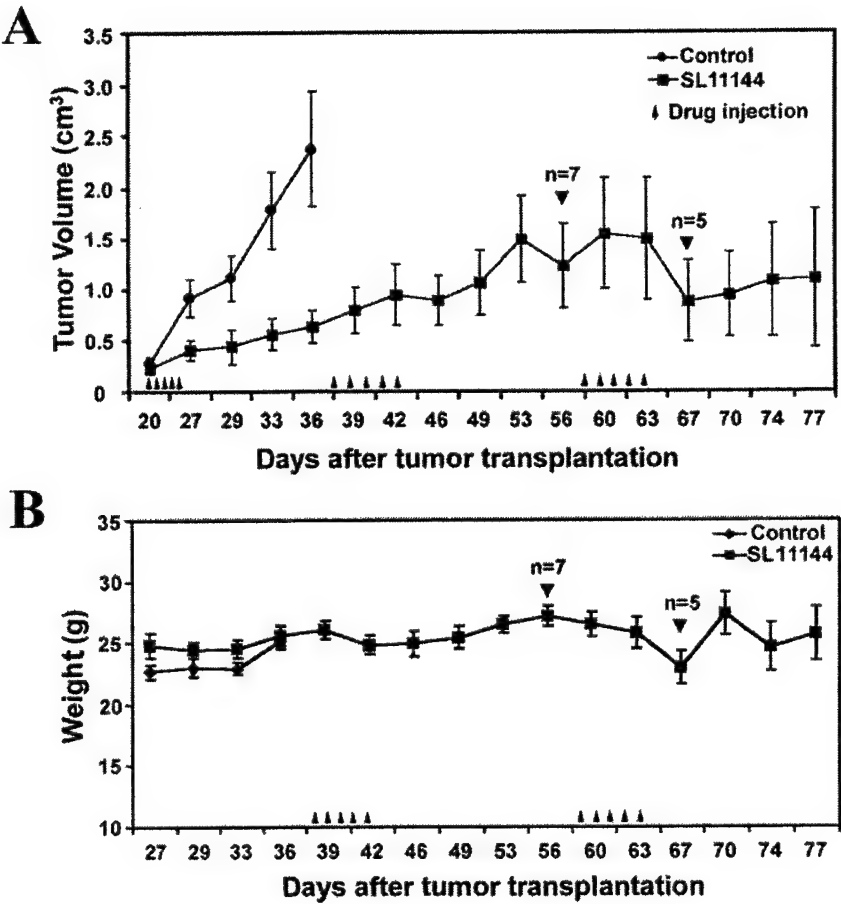 A
3.5
3.0
2.5
2.0
1.5
1.0
0.5
0
Tumor Volume (cm³)
Control
SL11144
Drug injection
n=7
n=5
20 27 29 33 36 39 42 46 49 53 56 60 63 67 70 74 77
Days after tumor transplantation
B
35
30
25
20
15
10
Weight (g)
Control
SL11144
n=7
n=5
27 29 33 36 39 42 46 49 53 56 60 63 67 70 74 77
Days after tumor transplantation